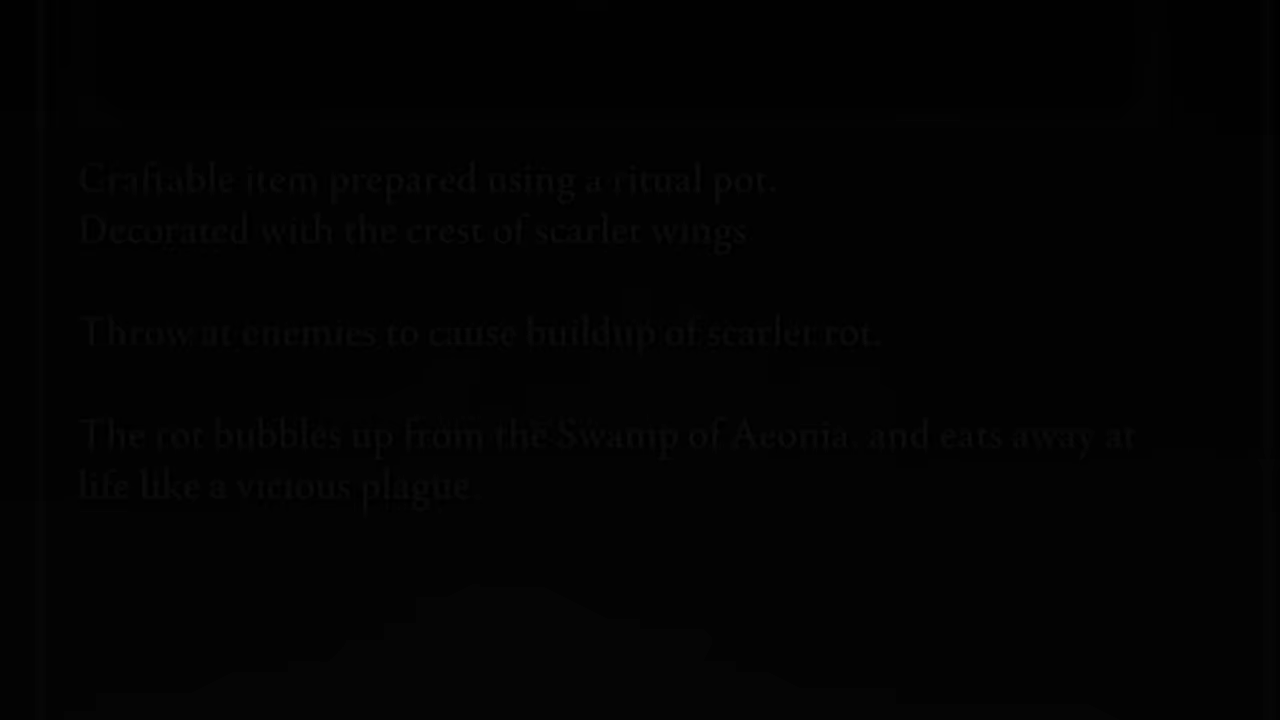 Craftable item prepared using a ritual pot.
Decorated with the crest of scarlet wings.
Throw at enemies to cause buildup of scarlet rot.
The rot bubbles up from the Swamp of Aeonia, and eats away at
life like a vicious plague.